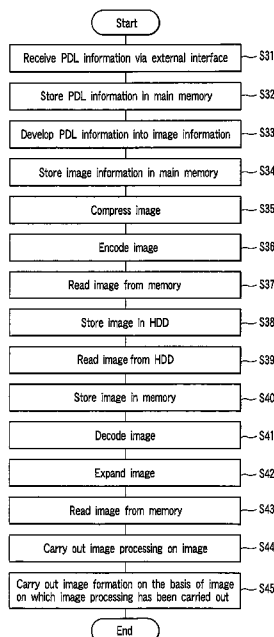 Start
Receive PDL information via external interface ~S31
Store PDL information in main memory ~S32
Develop PDL information into image information ~S33
Store image information in main memory ~S34
Compress image ~S35
Encode image ~S36
Read image from memory ~S37
Store image in HDD ~S38
Read image from HDD ~S39
Store image in memory ~S40
Decode image ~S41
Expand image ~S42
Read image from memory ~S43
Carry out image processing on image ~S44
Carry out image formation on the basis of image
on which image processing has been carried out ~S45
End